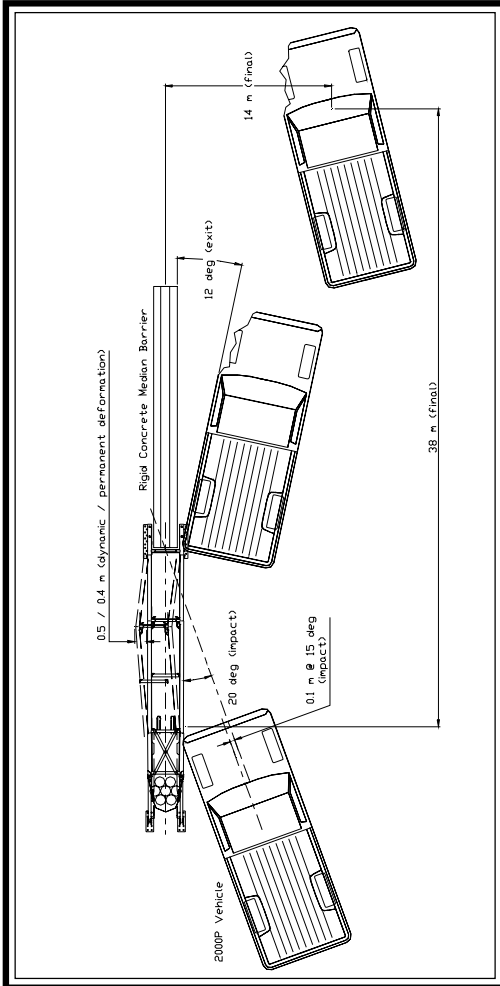 14 m (final)
12 deg (exit)
Rigid Concrete Median Barrier
0.5 / 0.4 m (dynamic / permanent deformation)
38 m (final)
20 deg (impact)
0.1 m @ 15 deg
(impact)
2000P Vehicle